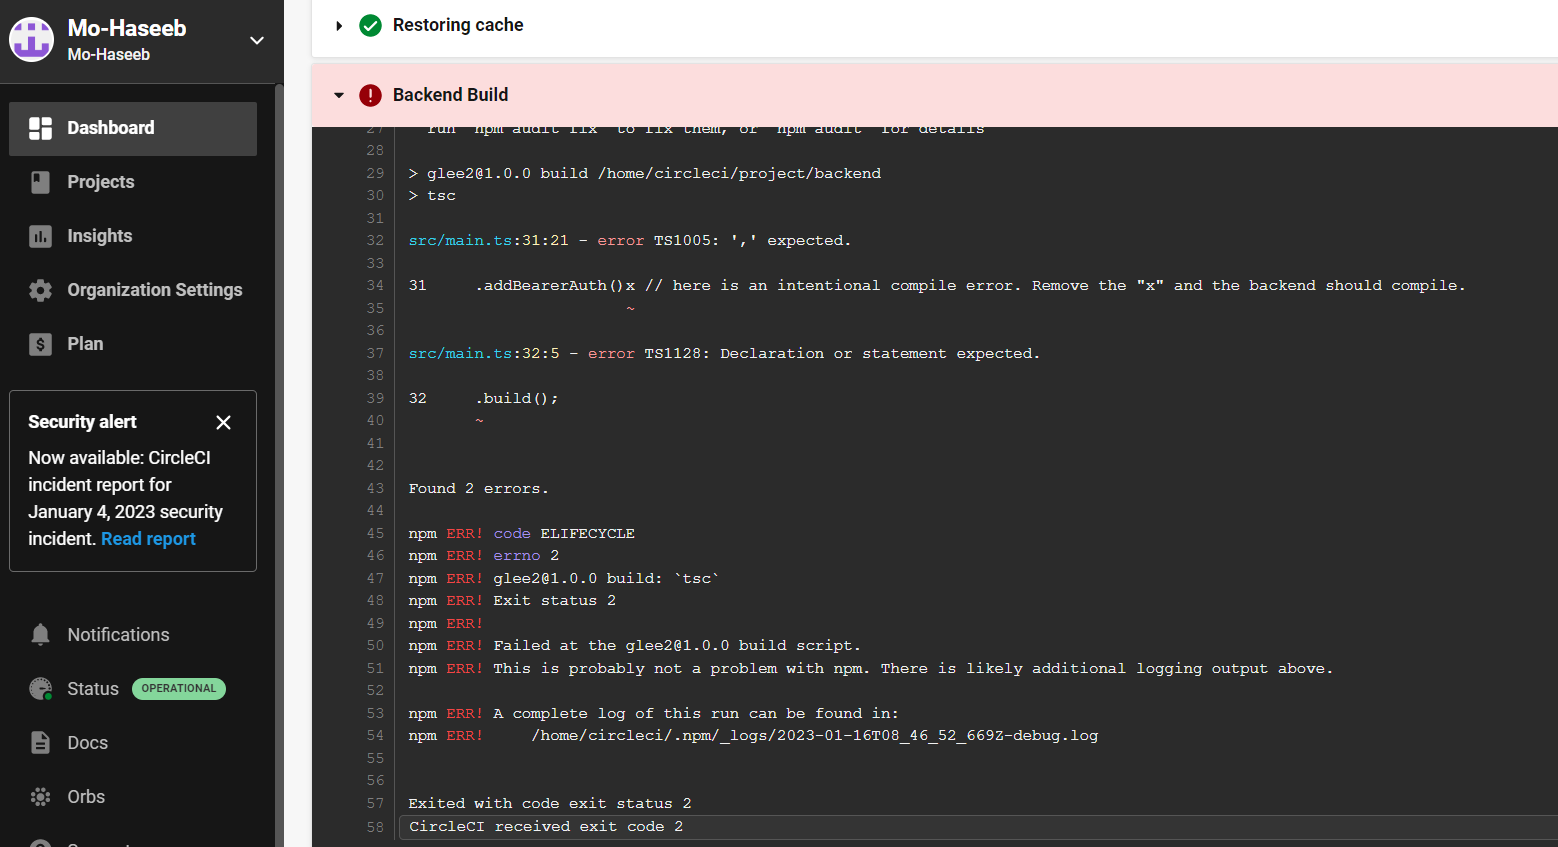 Mo-Haseeb
Mo-Haseeb
Dashboard
Projects
Insights
Organization Settings
Plan
Security alert
Now available: CircleCI
incident report for
January 4, 2023 security
incident. Read report
Notifications
Status OPERATIONAL
Docs
Orbs
Restoring cache
Backend Build
27 run `npm audit fix` to fix them, or `npm audit` for details
28
29 > glee2@1.0.0 build /home/circleci/project/backend
30 > tsc
31
32 src/main.ts:31:21 - error TS1005: ',' expected.
33
34 31 .addBearerAuth()x // here is an intentional compile error. Remove the "x" and the backend should compile.
35 ~
36
37 src/main.ts:32:5 - error TS1128: Declaration or statement expected.
38
39 32 .build();
40 ~
41
42
43 Found 2 errors.
44
45 npm ERR! code ELIFECYCLE
46 npm ERR! errno 2
47 npm ERR! glee2@1.0.0 build: `tsc`
48 npm ERR! Exit status 2
49 npm ERR!
50 npm ERR! Failed at the glee2@1.0.0 build script.
51 npm ERR! This is probably not a problem with npm. There is likely additional logging output above.
52
53 npm ERR! A complete log of this run can be found in:
54 npm ERR! /home/circleci/.npm/_logs/2023-01-16T08_46_52_669Z-debug.log
55
56
57 Exited with code exit status 2
58 CircleCI received exit code 2